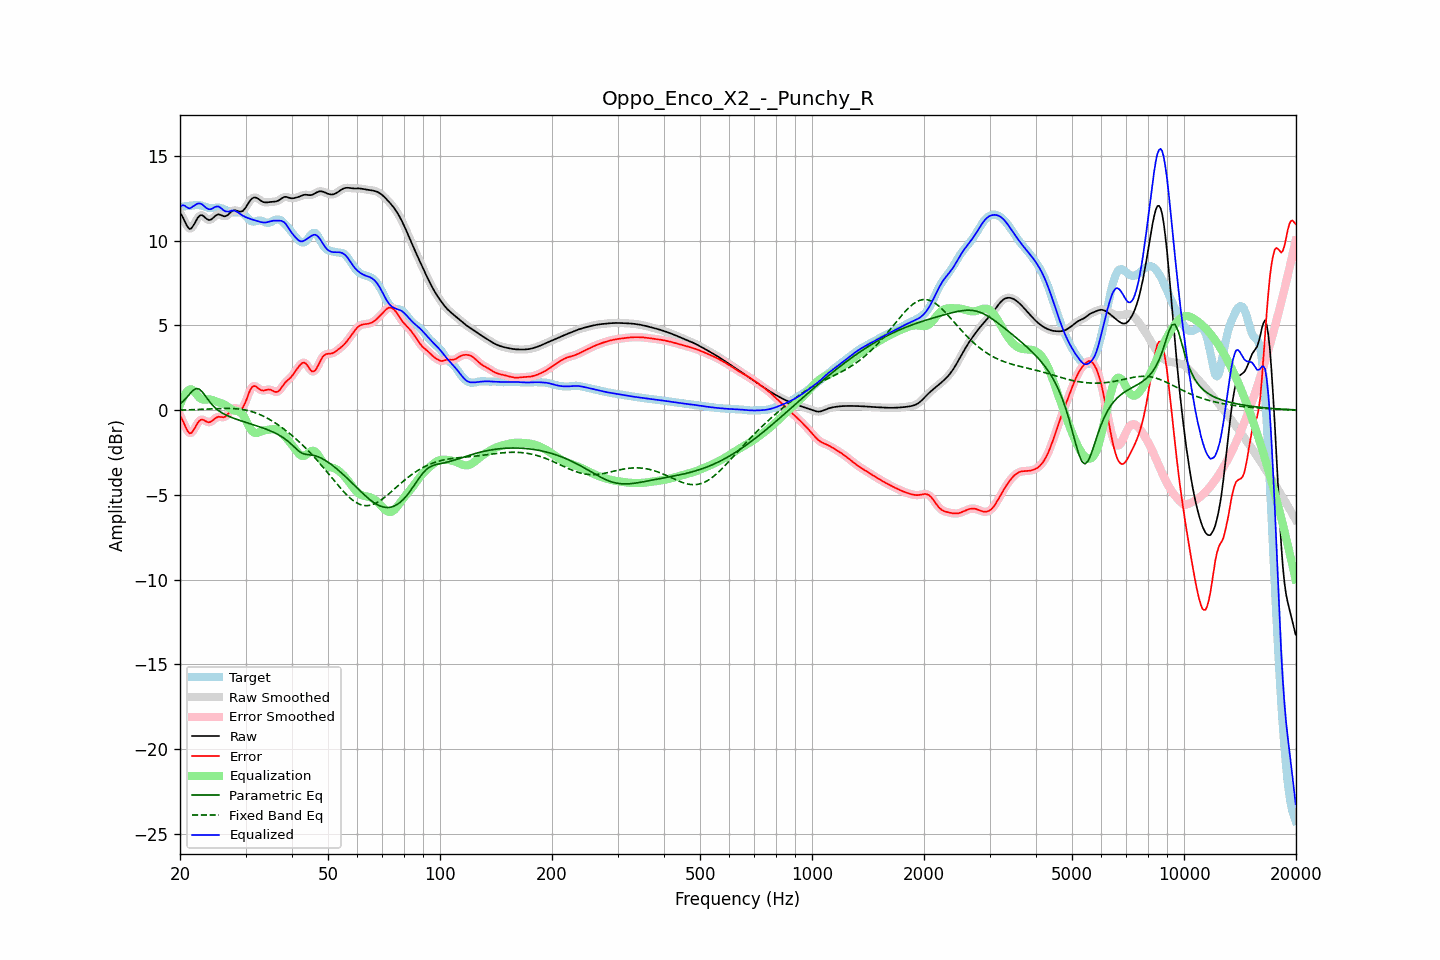 Oppo_Enco_X2_-_Punchy_R
15
10
5
0
−5
−10
−15
−20
−25
Amplitude (dBr)
Target
Raw Smoothed
Error Smoothed
Raw
Error
Equalization
Parametric Eq
Fixed Band Eq
Equalized
20 50 100 200 500 1000 2000 5000 10000 20000
Frequency (Hz)